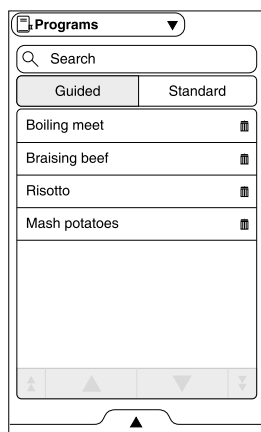 Programs
Search
Guided Standard
Boiling meet
Braising beef
Risotto
Mash potatoes